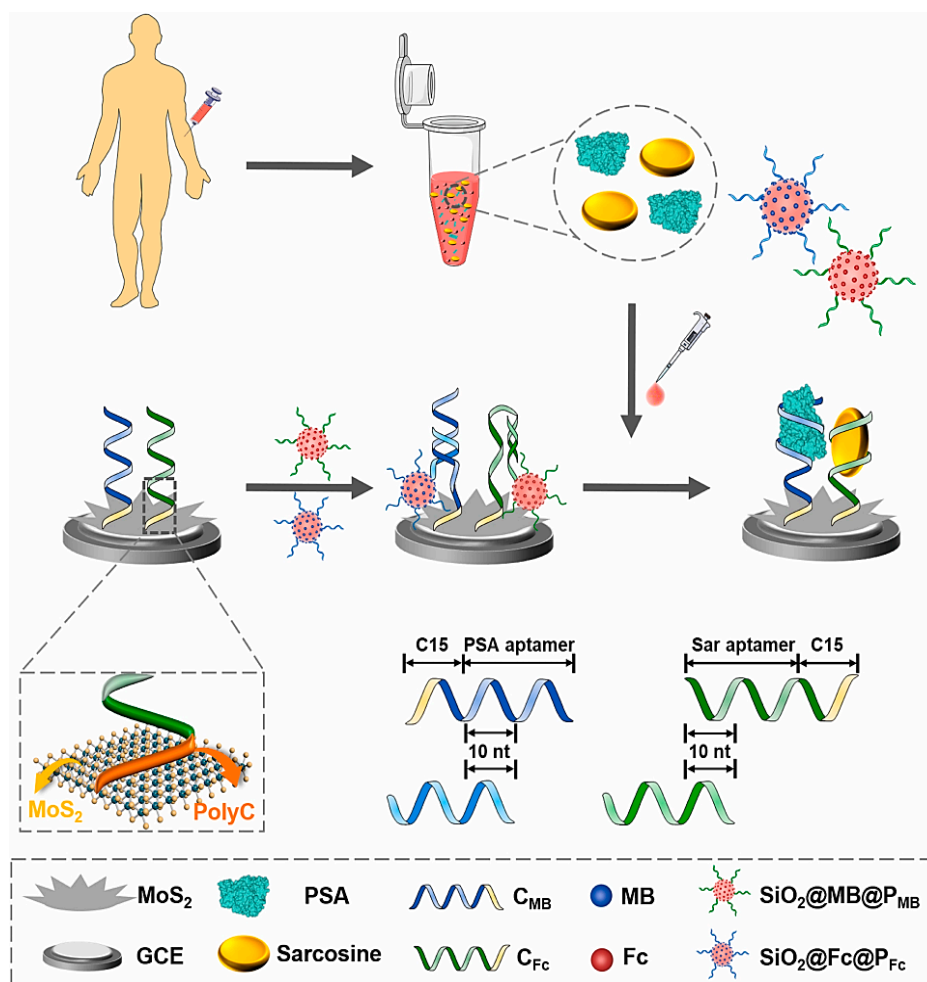 C15 PSA aptamer
Sar aptamer C15
10 nt
10 nt
MoS₂
PolyC
MoS₂
PSA
C_MB
MB
SiO₂@MB@P_MB
GCE
Sarcosine
C_Fc
Fc
SiO₂@Fc@P_Fc